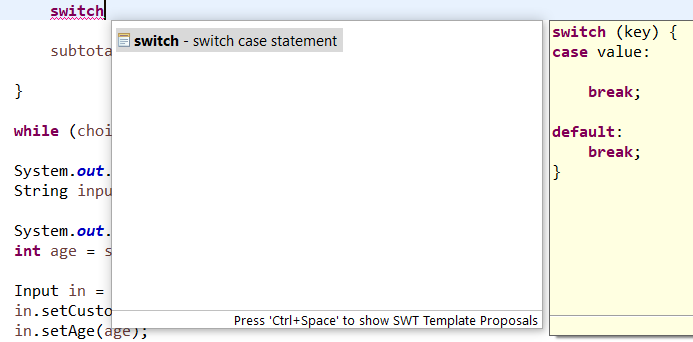 switch
subtota
}
while (choi
System.out.
String inpu
System.out.
int age = s
Input in =
in.setCusto
in.setAge(age);
switch - switch case statement
Press 'Ctrl+Space' to show SWT Template Proposals
switch (key) {
case value:
break;
default:
break;
}